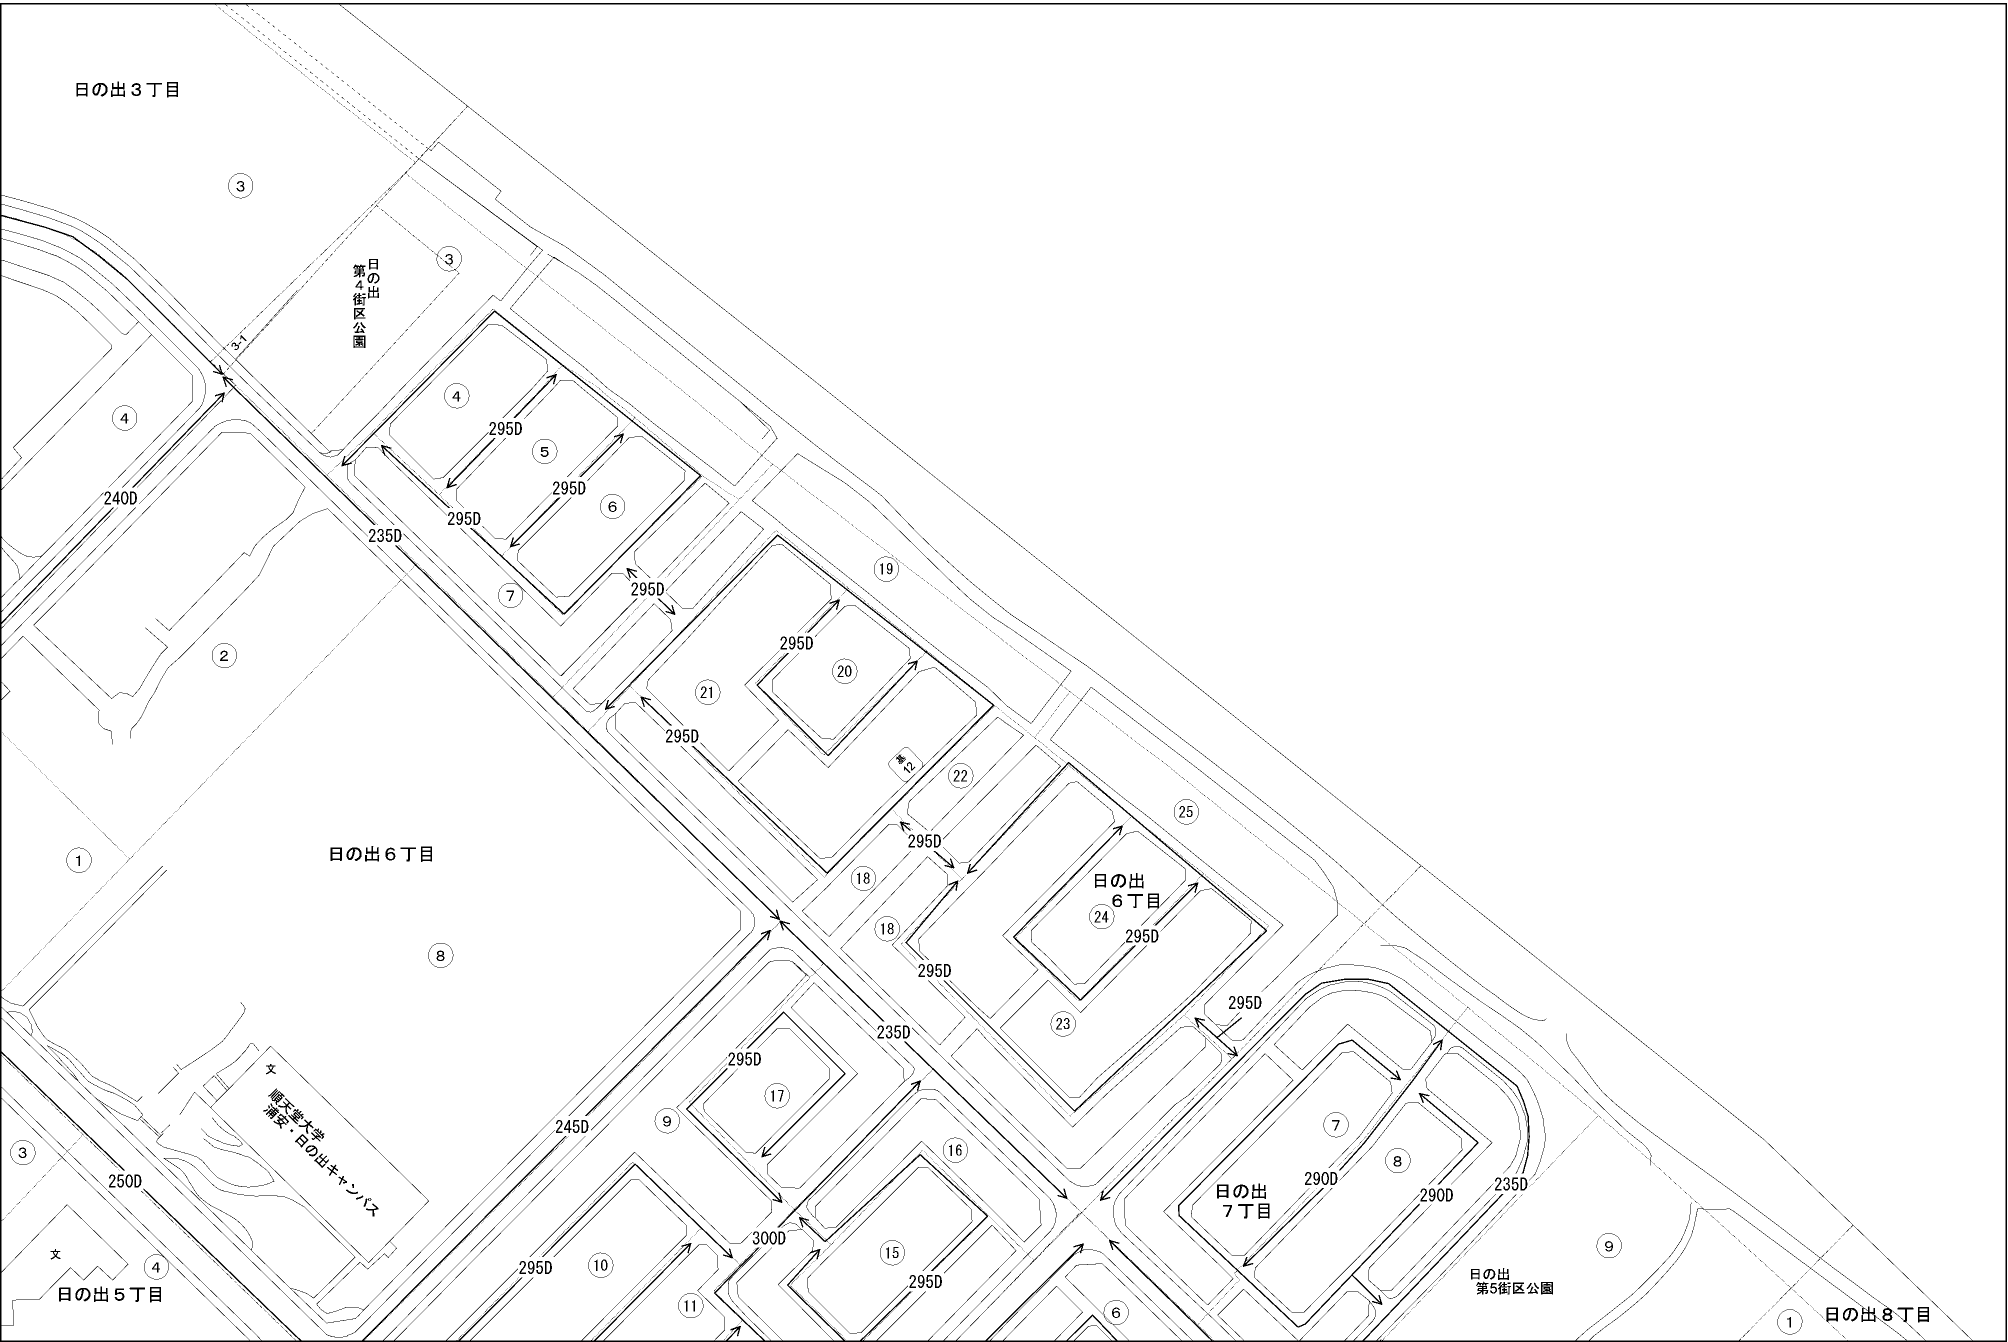 日の出３丁目
3
日の出
第４街区公園
3
3-1
4
4
295D
5
295D
6
240D
295D
235D
19
295D
7
295D
20
2
21
295D
基
12
22
25
295D
日の出６丁目
1
18
日の出
６丁目
24
18
295D
8
295D
295D
23
235D
295D
文
17
順天堂大学
浦安・日の出キャンパス
9
245D
7
16
8
3
250D
290D
290D
235D
日の出
７丁目
300D
15
9
文
4
295D
10
295D
日の出
第5街区公園
日の出５丁目
11
6
1
日の出８丁目